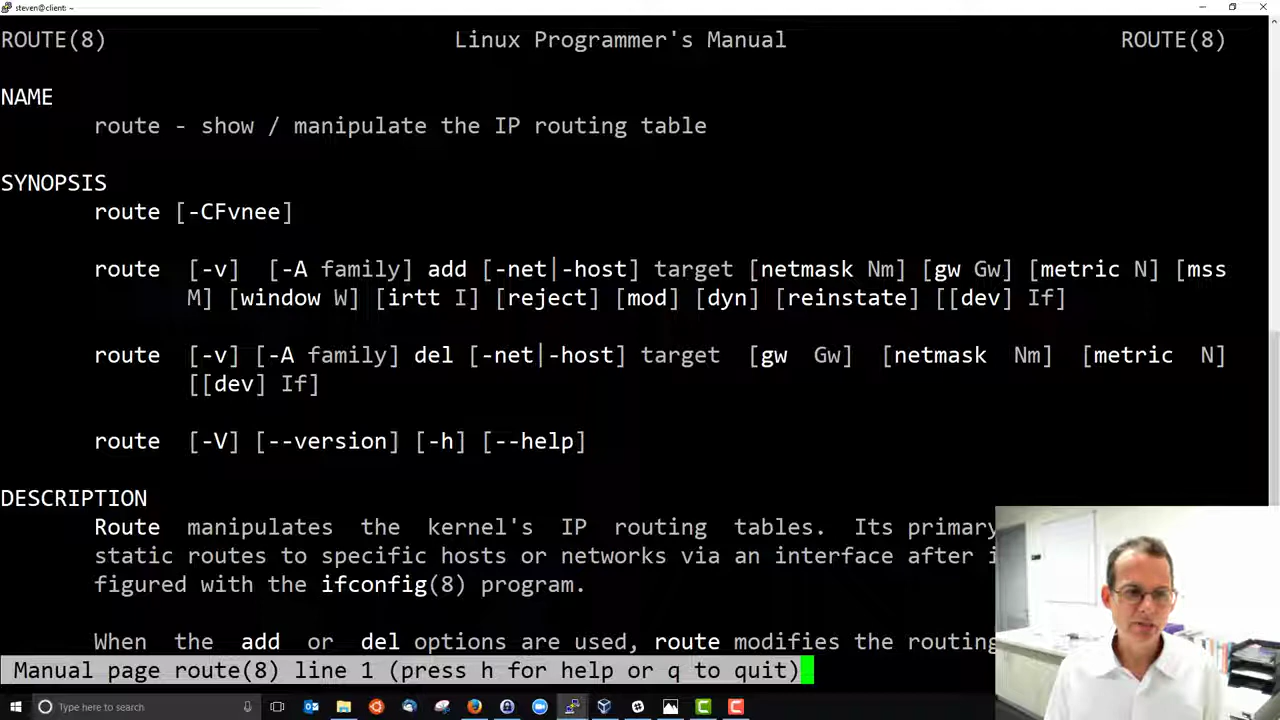 steven@client: ~
ROUTE(8) Linux Programmer's Manual ROUTE(8)
NAME
route - show / manipulate the IP routing table
SYNOPSIS
route [-CFvnee]
route [-v] [-A family] add [-net|-host] target [netmask Nm] [gw Gw] [metric N] [mss
M] [window W] [irtt I] [reject] [mod] [dyn] [reinstate] [[dev] If]
route [-v] [-A family] del [-net|-host] target [gw Gw] [netmask Nm] [metric N]
[[dev] If]
route [-V] [--version] [-h] [--help]
DESCRIPTION
Route manipulates the kernel's IP routing tables. Its primary
static routes to specific hosts or networks via an interface after
figured with the ifconfig(8) program.
When the add or del options are used, route modifies the routing
Manual page route(8) line 1 (press h for help or q to quit)
Type here to search